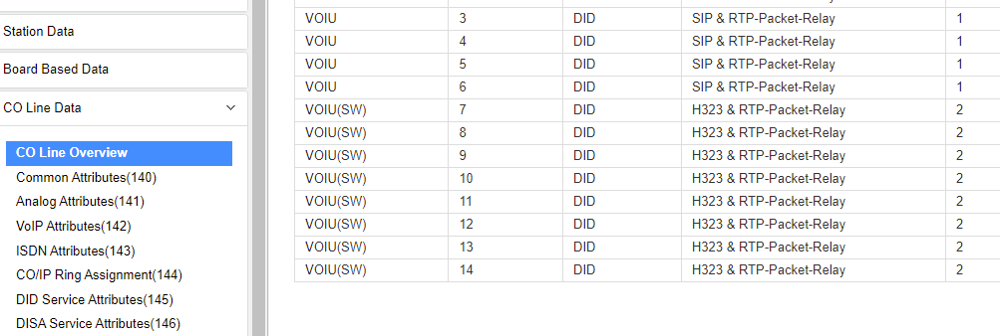 Station Data
Board Based Data
CO Line Data
CO Line Overview
Common Attributes(140)
Analog Attributes(141)
VoIP Attributes(142)
ISDN Attributes(143)
CO/IP Ring Assignment(144)
DID Service Attributes(145)
DISA Service Attributes(146)
VOIU 3 DID SIP & RTP-Packet-Relay 1
VOIU 4 DID SIP & RTP-Packet-Relay 1
VOIU 5 DID SIP & RTP-Packet-Relay 1
VOIU 6 DID SIP & RTP-Packet-Relay 1
VOIU(SW) 7 DID H323 & RTP-Packet-Relay 2
VOIU(SW) 8 DID H323 & RTP-Packet-Relay 2
VOIU(SW) 9 DID H323 & RTP-Packet-Relay 2
VOIU(SW) 10 DID H323 & RTP-Packet-Relay 2
VOIU(SW) 11 DID H323 & RTP-Packet-Relay 2
VOIU(SW) 12 DID H323 & RTP-Packet-Relay 2
VOIU(SW) 13 DID H323 & RTP-Packet-Relay 2
VOIU(SW) 14 DID H323 & RTP-Packet-Relay 2